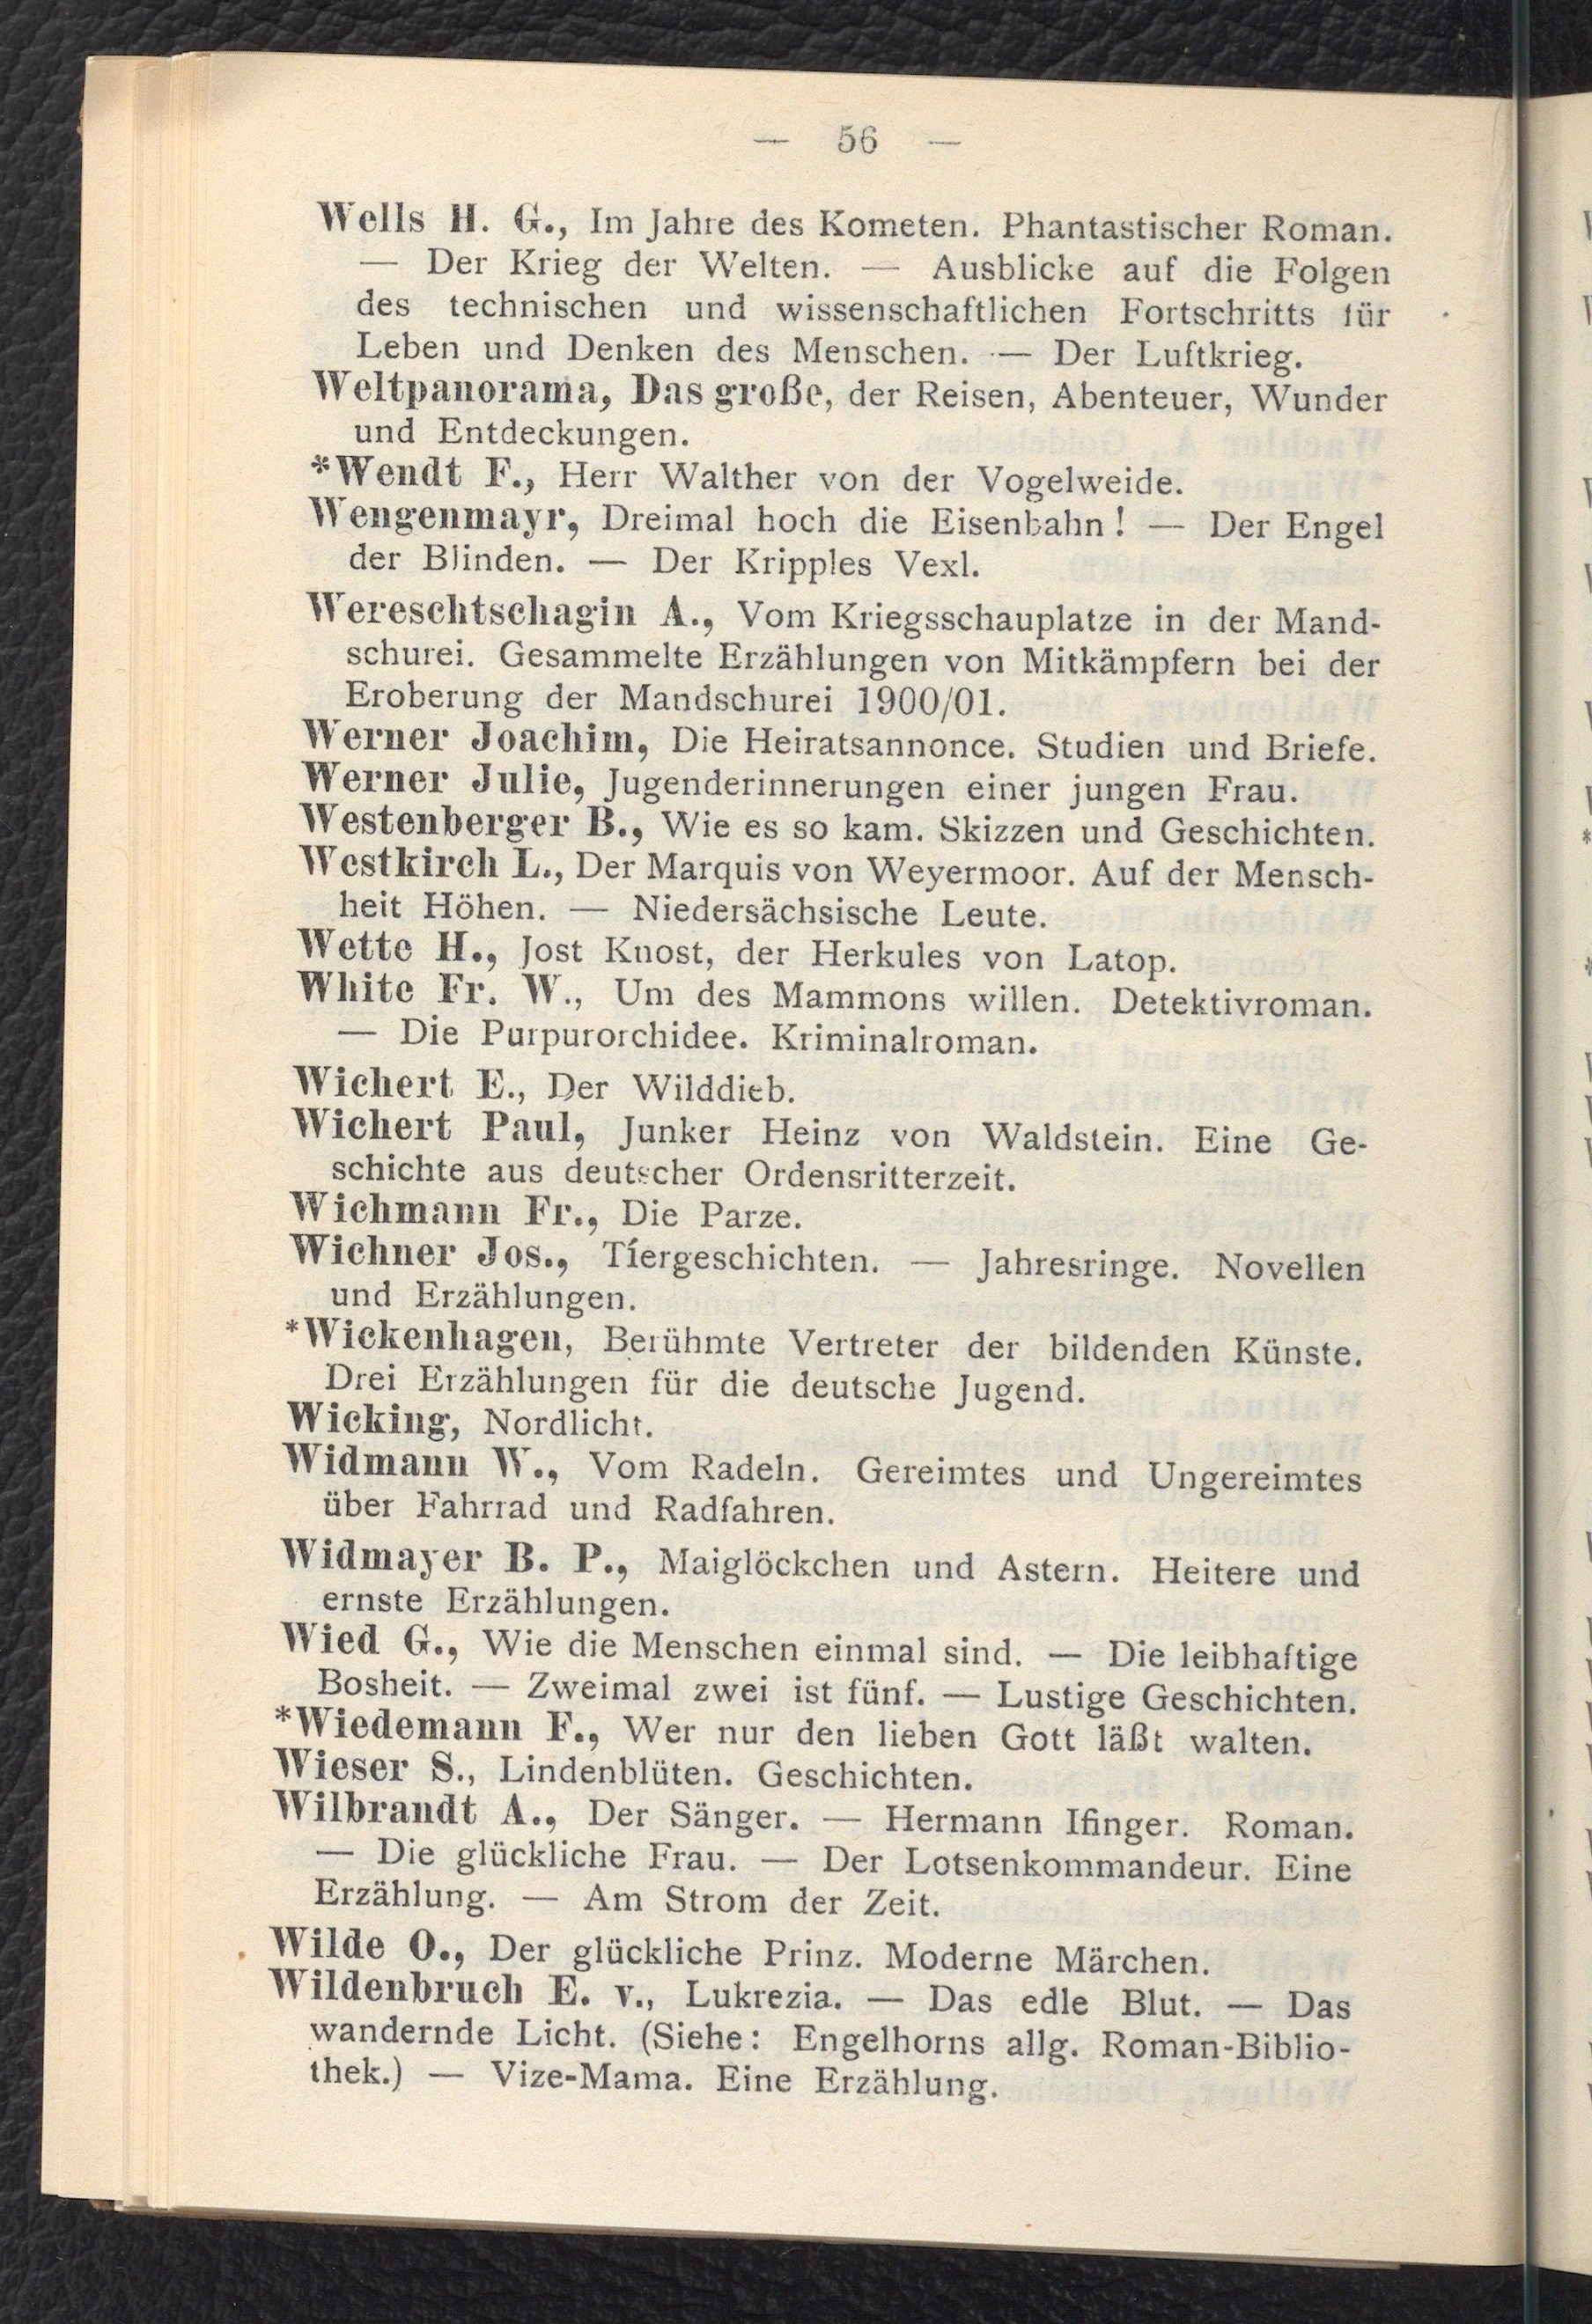 — 56 —
Wells H. G., Im Jahre des Kometen. Phantastischer Roman.
— Der Krieg der Welten. — Ausblicke auf die Folgen
des technischen und wissenschaftlichen Fortschritts für
Leben und Denken des Menschen. — Der Luftkrieg.
Weltpanorama, Das große, der Reisen, Abenteuer, Wunder
und Entdeckungen.
*Wendt F., Herr Walther von der Vogelweide.
Wengenmayr, Dreimal hoch die Eisenbahn! — Der Engel
der Blinden. — Der Kripples Vexl.
Wereschtschagin A., Vom Kriegsschauplatze in der Mand-
schurei. Gesammelte Erzählungen von Mitkämpfern bei der
Eroberung der Mandschurei 1900/01.
Werner Joachim, Die Heiratsannonce. Studien und Briefe.
Werner Julie, Jugenderinnerungen einer jungen Frau.
Westenberger B., Wie es so kam. Skizzen und Geschichten.
Westkirch L., Der Marquis von Weyermoor. Auf der Mensch-
heit Höhen. — Niedersächsische Leute.
Wette H., Jost Knost, der Herkules von Latop.
White Fr. W., Um des Mammons willen. Detektivroman.
— Die Purpurorchidee. Kriminalroman.
Wichert E., Der Wilddieb.
Wichert Paul, Junker Heinz von Waldstein. Eine Ge-
schichte aus deutscher Ordensritterzeit.
Wichmann Fr., Die Parze.
Wichner Jos., Tiergeschichten. — Jahresringe. Novellen
und Erzählungen.
*Wickenhagen, Berühmte Vertreter der bildenden Künste.
Drei Erzählungen für die deutsche Jugend.
Wicking, Nordlicht.
Widmann W., Vom Radeln. Gereimtes und Ungereimtes
über Fahrrad und Radfahren.
Widmayer B. P., Maiglöckchen und Astern. Heitere und
ernste Erzählungen.
Wied G., Wie die Menschen einmal sind. — Die leibhaftige
Bosheit. — Zweimal zwei ist fünf. — Lustige Geschichten.
*Wiedemann F., Wer nur den lieben Gott läßt walten.
Wieser S., Lindenblüten. Geschichten.
Wilbrandt A., Der Sänger. — Hermann Ifinger. Roman.
— Die glückliche Frau. — Der Lotsenkommandeur. Eine
Erzählung. — Am Strom der Zeit.
Wilde O., Der glückliche Prinz. Moderne Märchen.
Wildenbruch E. v., Lukrezia. — Das edle Blut. — Das
wandernde Licht. (Siehe: Engelhorns allg. Roman-Biblio-
thek.) — Vize-Mama. Eine Erzählung.